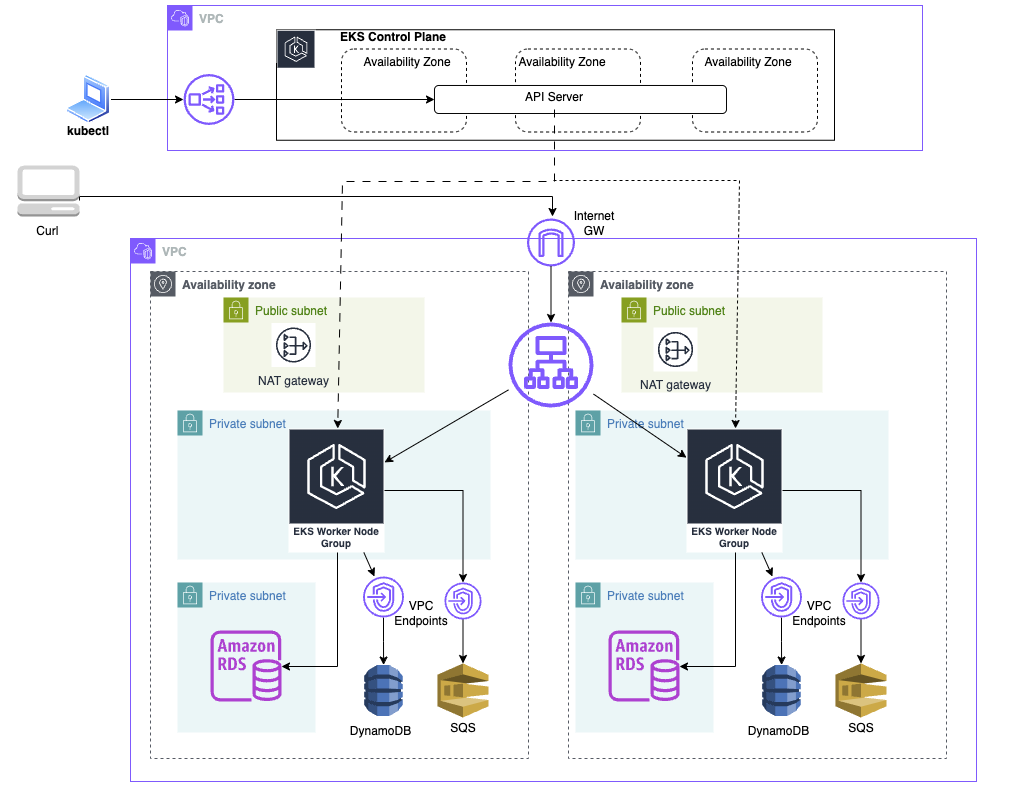 VPC
EKS Control Plane
Availability Zone
Availability Zone
Availability Zone
API Server
kubectl
Curl
Internet
GW
VPC
Availability zone
Availability zone
Public subnet
Public subnet
NAT gateway
NAT gateway
Private subnet
Private subnet
K
K
EKS Worker Node
Group
EKS Worker Node
Group
Private subnet
Private subnet
VPC
Endpoints
VPC
Endpoints
Amazon
RDS
Amazon
RDS
DynamoDB
SQS
DynamoDB
SQS